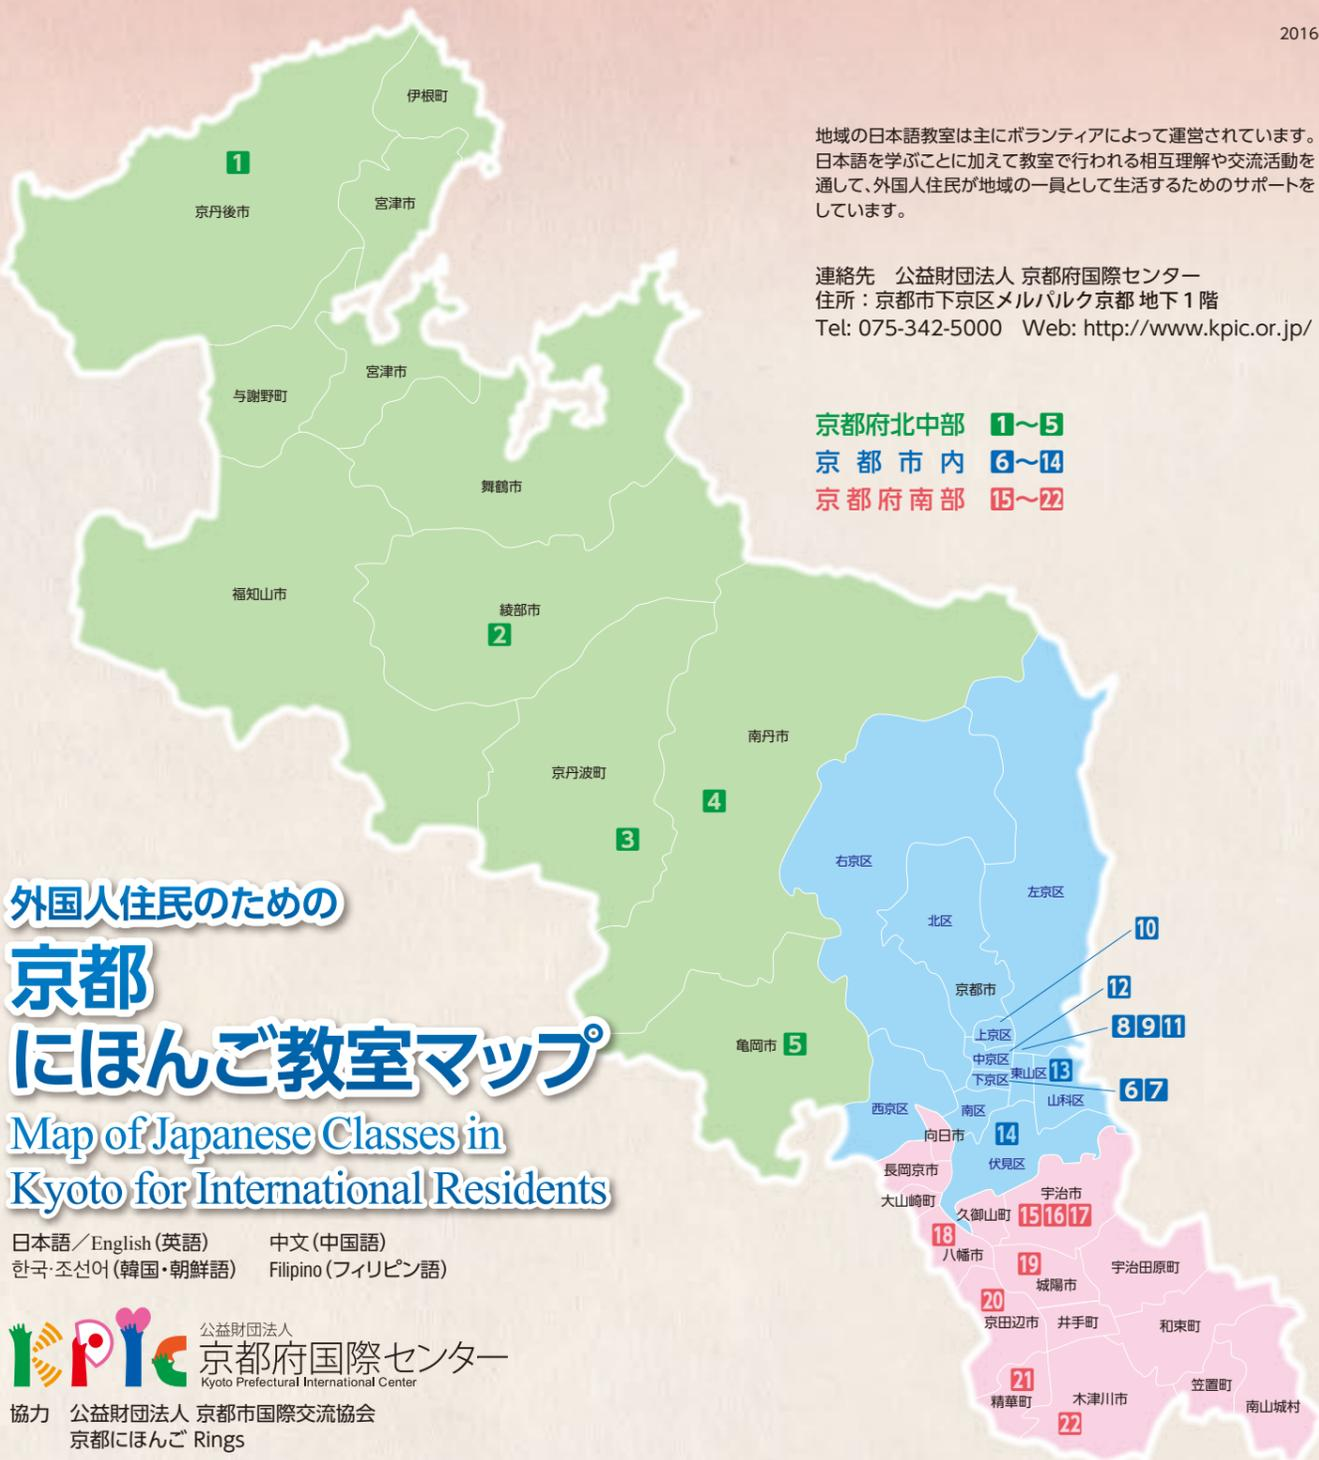 2016
地域の日本語教室は主にボランティアによって運営されています。
日本語を学ぶことに加えて教室で行われる相互理解や交流活動を
通して、外国人住民が地域の一員として生活するためのサポートを
しています。
連絡先　公益財団法人 京都府国際センター
住所：京都市下京区メルパルク京都 地下１階
Tel: 075-342-5000　Web: http://www.kpic.or.jp/
京都府北中部　1～5
京都市内　6～14
京都府南部　15～22
伊根町
1
京丹後市
宮津市
宮津市
与謝野町
舞鶴市
福知山市
綾部市
2
南丹市
京丹波町
4
3
右京区
左京区
北区
10
京都市
12
上京区
8 9 11
亀岡市 5
中京区
東山区 13
下京区
6 7
山科区
西京区
南区
向日市
14
伏見区
長岡京市
宇治市
大山崎町
久御山町
15 16 17
18
八幡市
19
宇治田原町
城陽市
20
京田辺市
井手町
和束町
21
精華町
木津川市
笠置町
南山城村
22
外国人住民のための
京都
にほんご教室マップ
Map of Japanese Classes in
Kyoto for International Residents
日本語／English（英語）　中文（中国語）
한국·조선어（韓国・朝鮮語）　Filipino（フィリピン語）
KPIC
公益財団法人
京都府国際センター
Kyoto Prefectural International Center
協力　公益財団法人 京都市国際交流協会
京都にほんご Rings